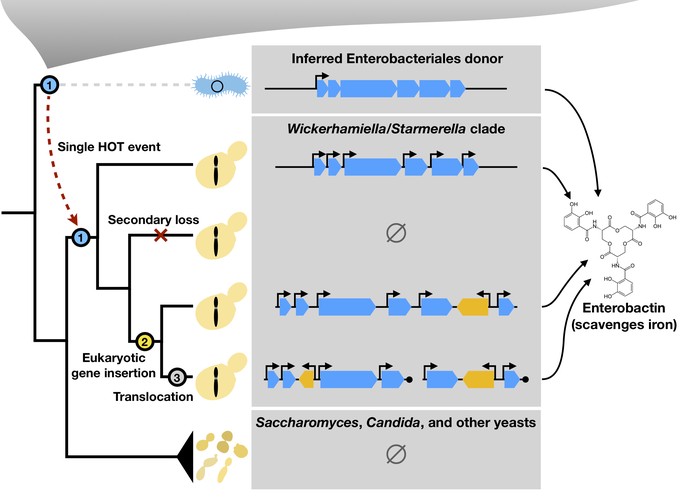 Inferred Enterobacteriales donor
1
Wickerhamiella/Starmerella clade
Single HOT event
1
Secondary loss
∅
2
Eukaryotic
gene insertion
3
Translocation
Saccharomyces, Candida, and other yeasts
∅
OH
OH
O
HN
O
O
O
O
O
O
NH
O
OH
OH
HN
O
HO
HO
Enterobactin
(scavenges iron)